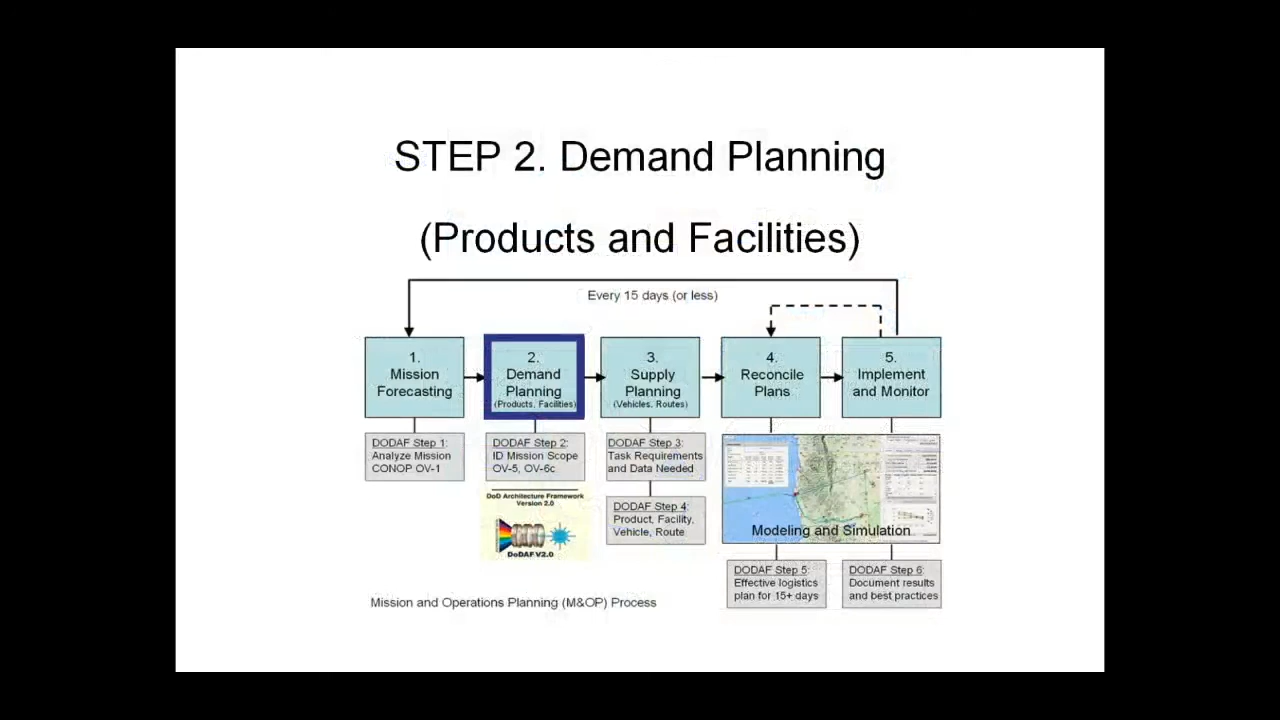 STEP 2. Demand Planning
(Products and Facilities)
Every 15 days (or less)
1.
Mission
Forecasting
2.
Demand
Planning
(Products, Facilities)
3.
Supply
Planning
(Vehicles, Routes)
4.
Reconcile
Plans
5.
Implement
and Monitor
DODAF Step 1:
Analyze Mission
CONOP OV-1
DODAF Step 2:
ID Mission Scope
OV-5, OV-6c
DODAF Step 3:
Task Requirements
and Data Needed
DoD Architecture Framework
Version 2.0
DoDAF V2.0
DODAF Step 4:
Product, Facility,
Vehicle, Route
Modeling and Simulation
DODAF Step 5:
Effective logistics
plan for 15+ days
DODAF Step 6:
Document results
and best practices
Mission and Operations Planning (M&OP) Process